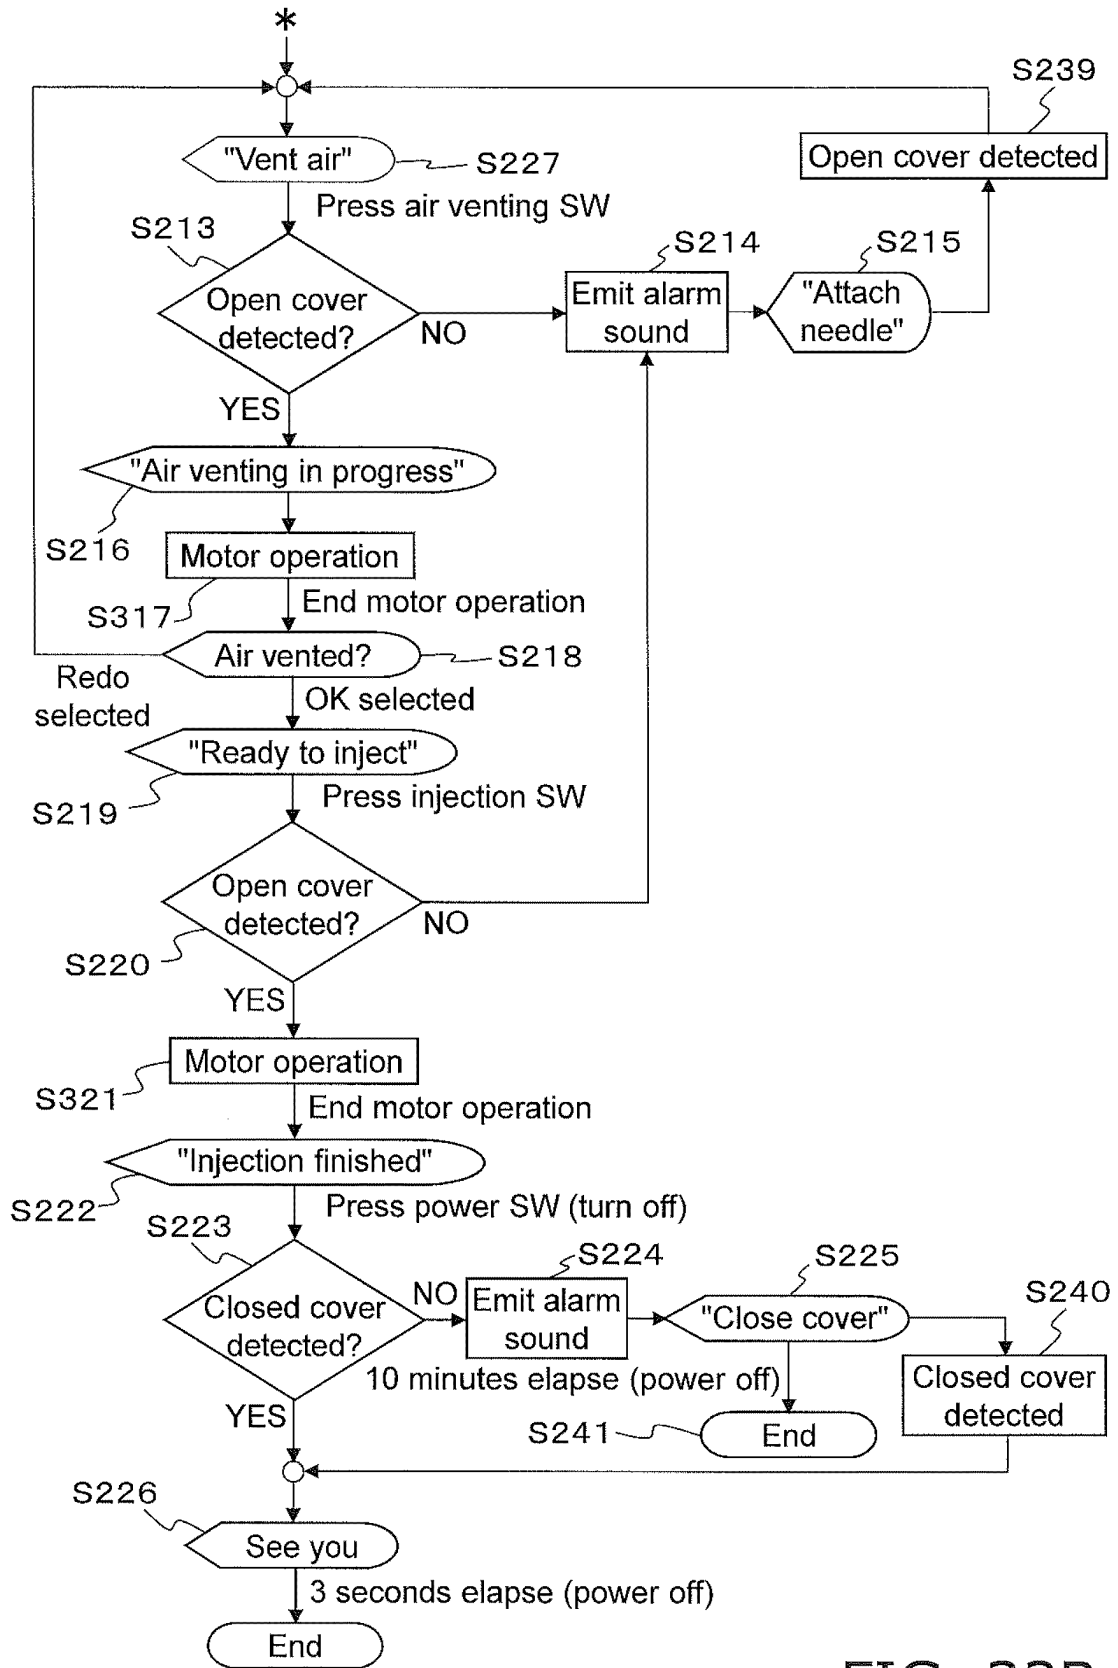 *
S239
Open cover detected
"Vent air"
S227
Press air venting SW
S213
Open cover
detected?
NO
S214
Emit alarm
sound
S215
"Attach
needle"
YES
"Air venting in progress"
S216
Motor operation
S317
End motor operation
Air vented?
S218
Redo
selected
OK selected
"Ready to inject"
S219
Press injection SW
Open cover
detected?
NO
S220
YES
Motor operation
S321
End motor operation
"Injection finished"
S222
Press power SW (turn off)
S223
Closed cover
detected?
NO
S224
Emit alarm
sound
S225
"Close cover"
S240
Closed cover
detected
10 minutes elapse (power off)
S241
End
YES
S226
See you
3 seconds elapse (power off)
End